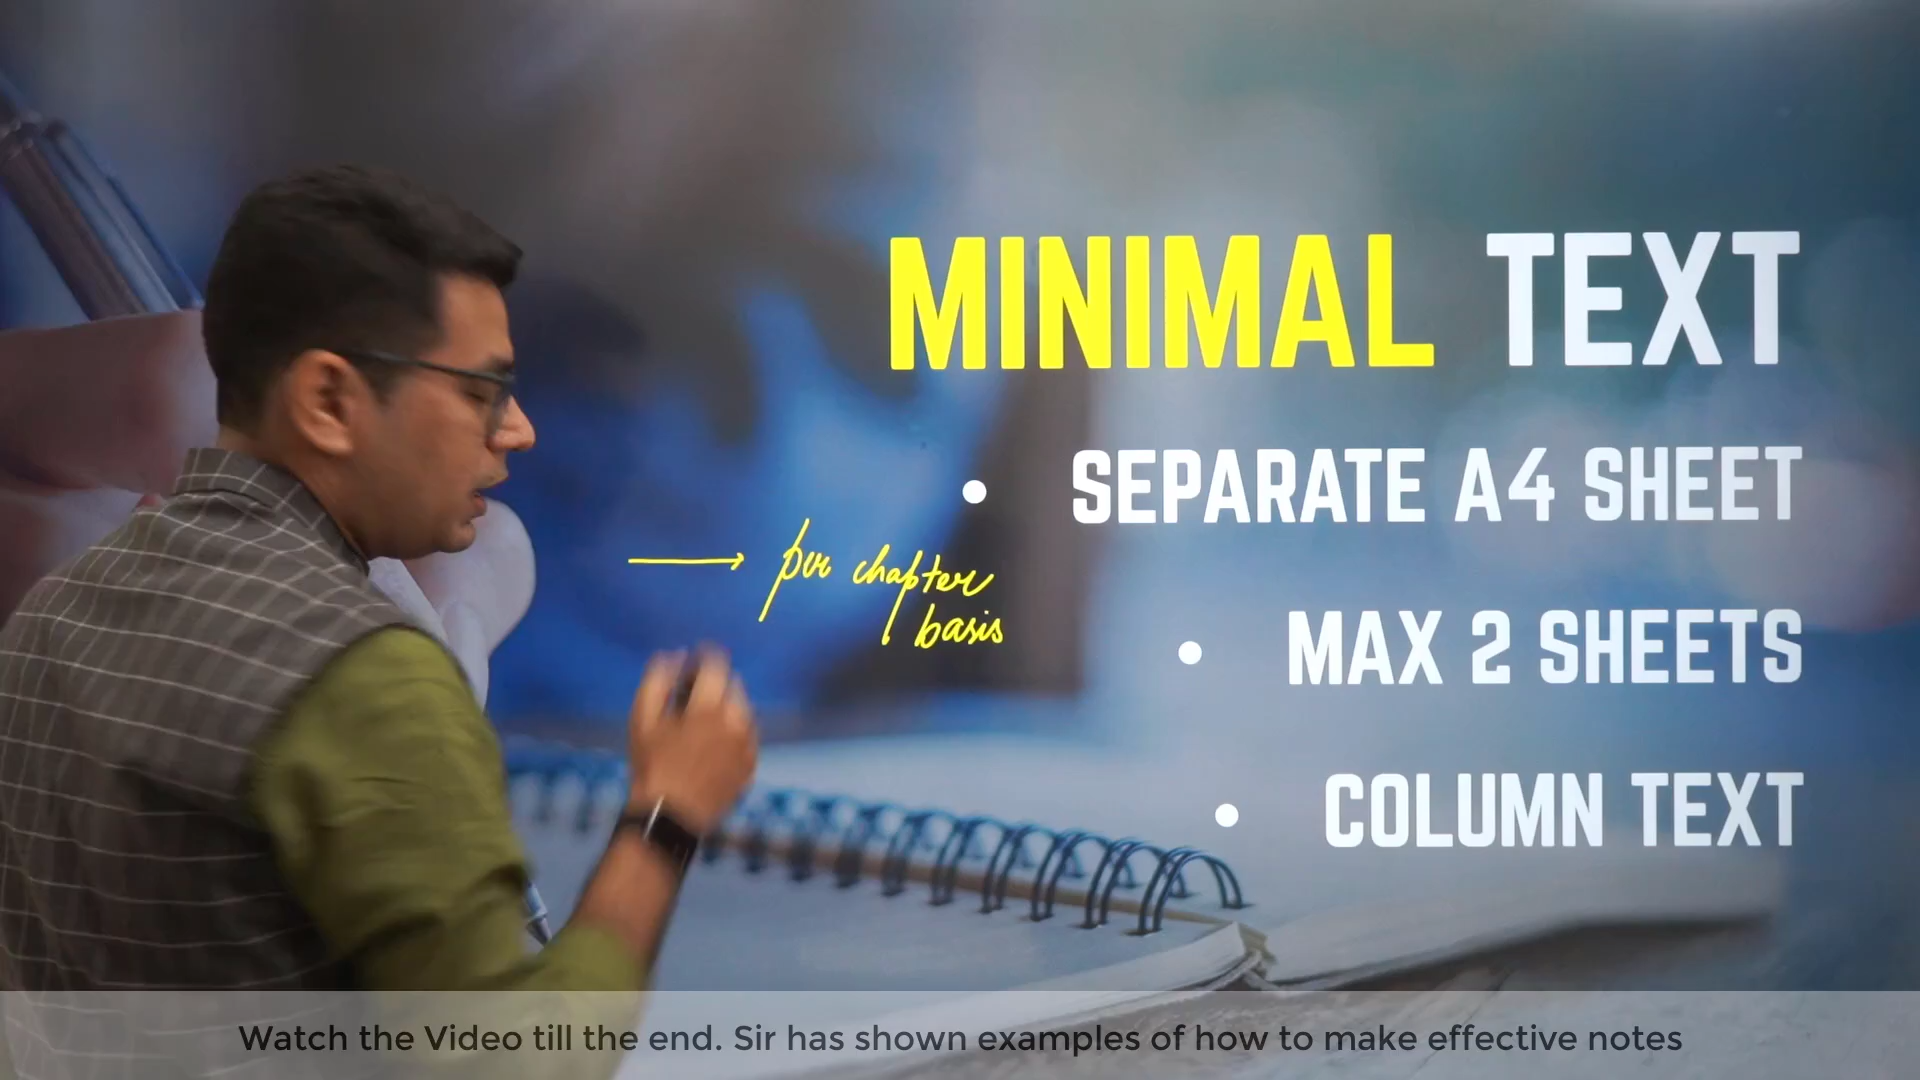 MINIMAL TEXT
• SEPARATE A4 SHEET
→ per chapter
basis
• MAX 2 SHEETS
• COLUMN TEXT
Watch the Video till the end. Sir has shown examples of how to make effective notes